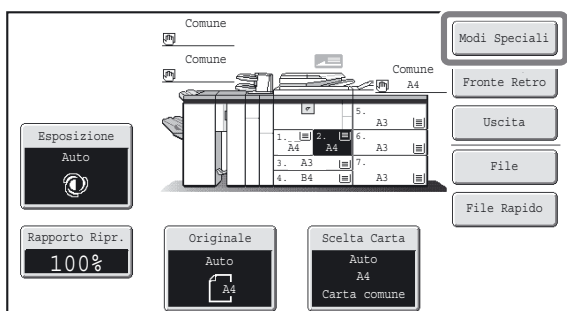 Comune
Comune
Comune
A4
Modi Speciali
Fronte Retro
Uscita
File
File Rapido
5.
A3
1.
A4
2.
A4
6.
A3
3. A3
7.
4. B4
A3
Esposizione
Auto
Rapporto Ripr.
100%
Originale
Auto
A4
Scelta Carta
Auto
A4
Carta comune